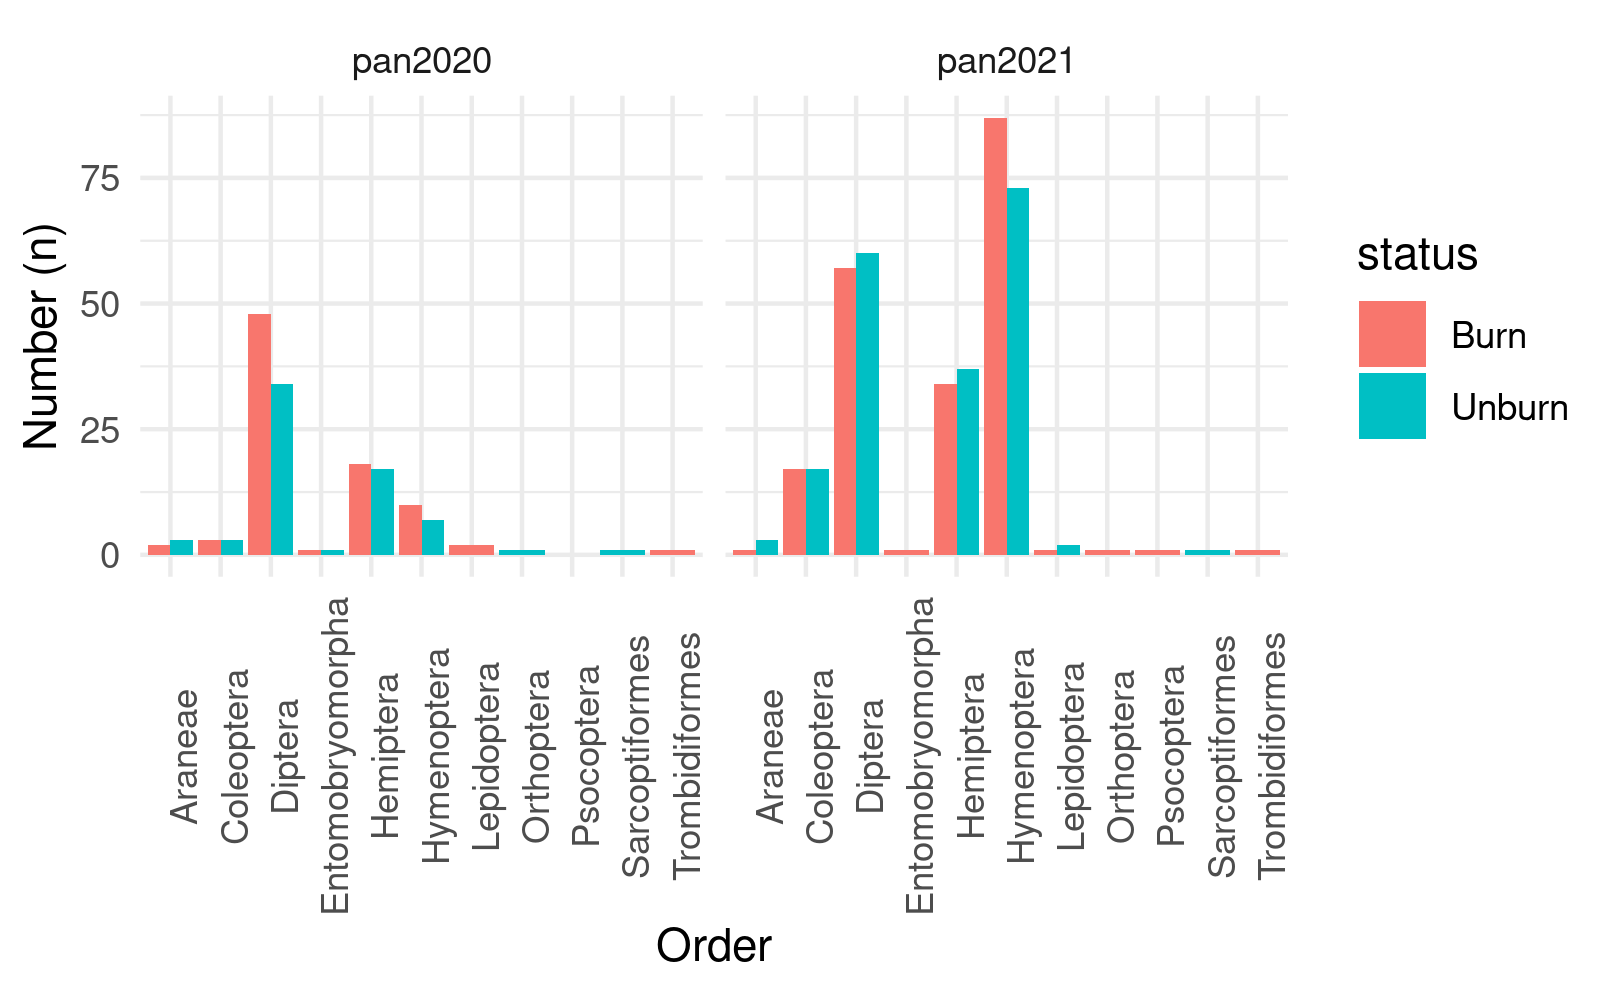 pan2020
pan2021
Number (n)
75
50
25
0
Araneae
Coleoptera
Diptera
Entomobryomorpha
Hemiptera
Hymenoptera
Lepidoptera
Orthoptera
Psocoptera
Sarcoptiformes
Trombidiformes
Araneae
Coleoptera
Diptera
Entomobryomorpha
Hemiptera
Hymenoptera
Lepidoptera
Orthoptera
Psocoptera
Sarcoptiformes
Trombidiformes
Order
status
Burn
Unburn